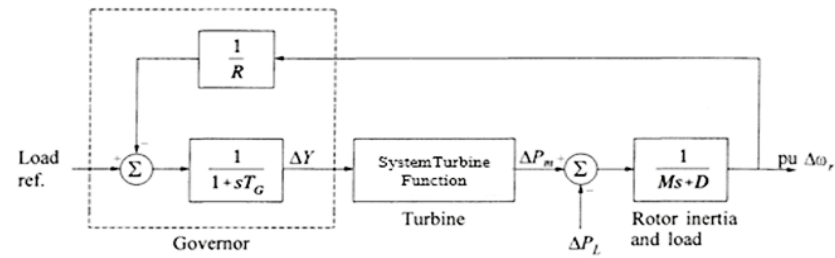 1
R
Load
ref.
+
−
Σ
1
1+sT_G
ΔY
System Turbine
Function
ΔP_m
+
−
Σ
1
Ms+D
pu Δω_r
Turbine
Rotor inertia
and load
Governor
ΔP_L